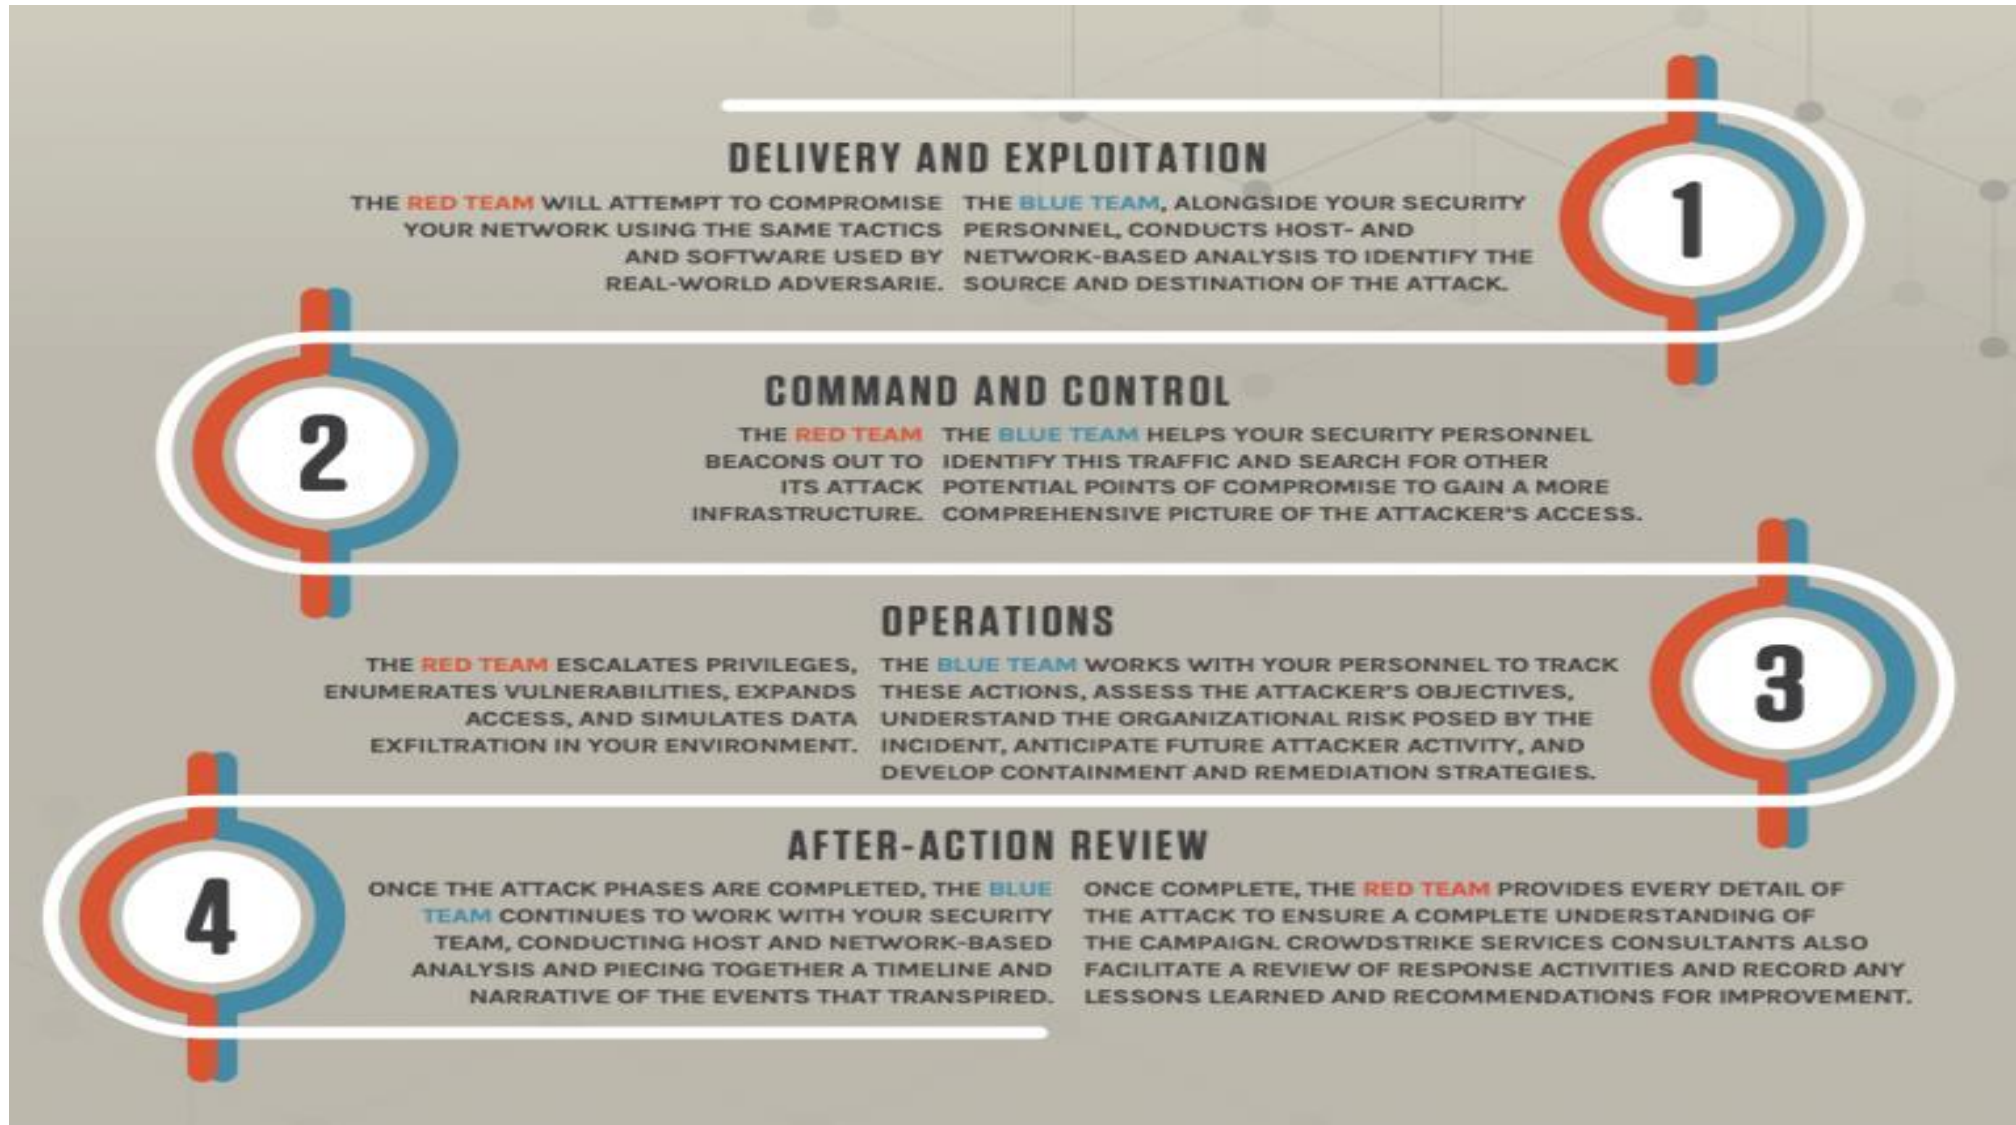 DELIVERY AND EXPLOITATION
THE RED TEAM WILL ATTEMPT TO COMPROMISE
YOUR NETWORK USING THE SAME TACTICS
AND SOFTWARE USED BY
REAL-WORLD ADVERSARIE.
THE BLUE TEAM, ALONGSIDE YOUR SECURITY
PERSONNEL, CONDUCTS HOST- AND
NETWORK-BASED ANALYSIS TO IDENTIFY THE
SOURCE AND DESTINATION OF THE ATTACK.
1
2
COMMAND AND CONTROL
THE RED TEAM
BEACONS OUT TO
ITS ATTACK
INFRASTRUCTURE.
THE BLUE TEAM HELPS YOUR SECURITY PERSONNEL
IDENTIFY THIS TRAFFIC AND SEARCH FOR OTHER
POTENTIAL POINTS OF COMPROMISE TO GAIN A MORE
COMPREHENSIVE PICTURE OF THE ATTACKER'S ACCESS.
OPERATIONS
THE RED TEAM ESCALATES PRIVILEGES,
ENUMERATES VULNERABILITIES, EXPANDS
ACCESS, AND SIMULATES DATA
EXFILTRATION IN YOUR ENVIRONMENT.
THE BLUE TEAM WORKS WITH YOUR PERSONNEL TO TRACK
THESE ACTIONS, ASSESS THE ATTACKER'S OBJECTIVES,
UNDERSTAND THE ORGANIZATIONAL RISK POSED BY THE
INCIDENT, ANTICIPATE FUTURE ATTACKER ACTIVITY, AND
DEVELOP CONTAINMENT AND REMEDIATION STRATEGIES.
3
4
AFTER-ACTION REVIEW
ONCE THE ATTACK PHASES ARE COMPLETED, THE BLUE
TEAM CONTINUES TO WORK WITH YOUR SECURITY
TEAM, CONDUCTING HOST AND NETWORK-BASED
ANALYSIS AND PIECING TOGETHER A TIMELINE AND
NARRATIVE OF THE EVENTS THAT TRANSPIRED.
ONCE COMPLETE, THE RED TEAM PROVIDES EVERY DETAIL OF
THE ATTACK TO ENSURE A COMPLETE UNDERSTANDING OF
THE CAMPAIGN. CROWDSTRIKE SERVICES CONSULTANTS ALSO
FACILITATE A REVIEW OF RESPONSE ACTIVITIES AND RECORD ANY
LESSONS LEARNED AND RECOMMENDATIONS FOR IMPROVEMENT.